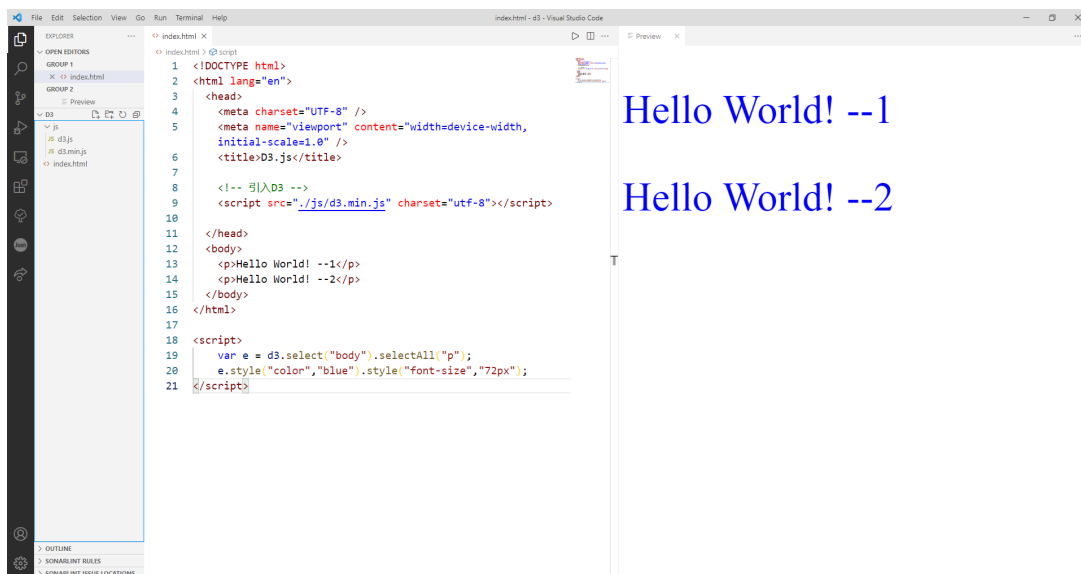 File Edit Selection View Go Run Terminal Help
index.html - d3 - Visual Studio Code
EXPLORER
OPEN EDITORS
GROUP 1
index.html
GROUP 2
Preview
D3
js
JS d3.js
JS d3.min.js
index.html
OUTLINE
SONARLINT RULES
SONARLINT ISSUE LOCATIONS
index.html
index.html > script
1 <!DOCTYPE html>
2 <html lang="en">
3 <head>
4 <meta charset="UTF-8" />
5 <meta name="viewport" content="width=device-width,
initial-scale=1.0" />
6 <title>D3.js</title>
7
8 <!-- 引入D3 -->
9 <script src="./js/d3.min.js" charset="utf-8"></script>
10
11 </head>
12 <body>
13 <p>Hello World! --1</p>
14 <p>Hello World! --2</p>
15 </body>
16 </html>
17
18 <script>
19 var e = d3.select("body").selectAll("p");
20 e.style("color","blue").style("font-size","72px");
21 </script>
Preview
Hello World! --1
Hello World! --2